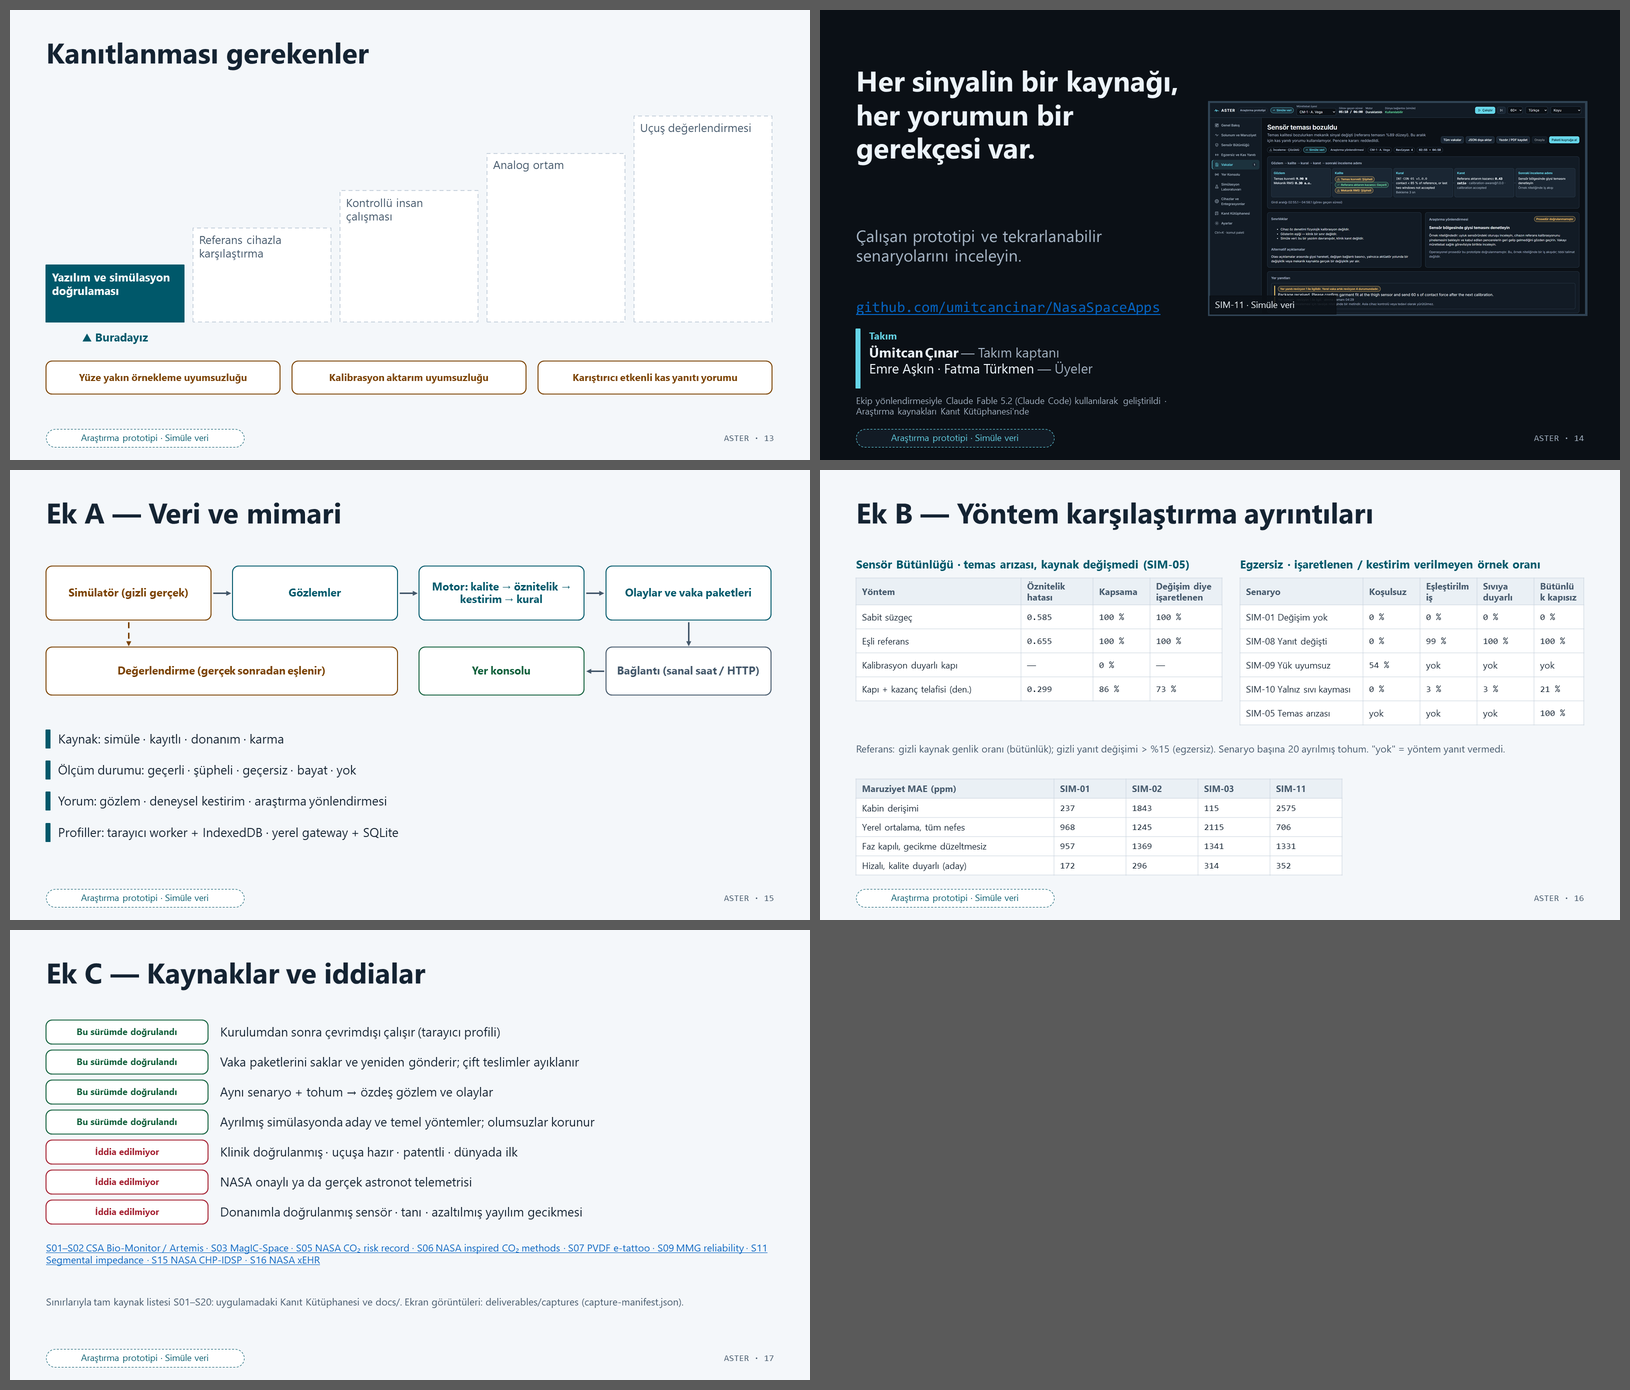 Kanıtlanması gerekenler
Uçuş değerlendirmesi
Analog ortam
Kontrollü insan
çalışması
Referans cihazla
karşılaştırma
Yazılım ve simülasyon
doğrulaması
▲ Buradayız
Yüze yakın örnekleme uyumsuzluğu
Kalibrasyon aktarım uyumsuzluğu
Karıştırıcı etkenli kas yanıtı yorumu
Araştırma prototipi · Simüle veri
ASTER · 13
Her sinyalin bir kaynağı,
her yorumun bir
gerekçesi var.
Çalışan prototipi ve tekrarlanabilir
senaryolarını inceleyin.
github.com/umitcancinar/NasaSpaceApps
Takım
Ümitcan Çınar — Takım kaptanı
Emre Aşkın · Fatma Türkmen — Üyeler
Ekip yönlendirmesiyle Claude Fable 5.2 (Claude Code) kullanılarak geliştirildi ·
Araştırma kaynakları Kanıt Kütüphanesi'nde
ASTER
Sensör teması bozuldu
SIM-11 · Simüle veri
Araştırma prototipi · Simüle veri
ASTER · 14
Ek A — Veri ve mimari
Simülatör (gizli gerçek)
Gözlemler
Motor: kalite → öznitelik →
kestirim → kural
Olaylar ve vaka paketleri
Değerlendirme (gerçek sonradan eşlenir)
Yer konsolu
Bağlantı (sanal saat / HTTP)
Kaynak: simüle · kayıtlı · donanım · karma
Ölçüm durumu: geçerli · şüpheli · geçersiz · bayat · yok
Yorum: gözlem · deneysel kestirim · araştırma yönlendirmesi
Profiller: tarayıcı worker + IndexedDB · yerel gateway + SQLite
Araştırma prototipi · Simüle veri
ASTER · 15
Ek B — Yöntem karşılaştırma ayrıntıları
Sensör Bütünlüğü · temas arızası, kaynak değişmedi (SIM-05)
Yöntem Öznitelik hatası Kapsama Değişim diye işaretlenen
Sabit süzgeç 0.585 100 % 100 %
Eşli referans 0.655 100 % 100 %
Kalibrasyon duyarlı kapı — 0 % —
Kapı + kazanç telafisi (den.) 0.299 86 % 73 %
Egzersiz · işaretlenen / kestirim verilmeyen örnek oranı
Senaryo Koşulsuz Eşleştirilmiş Sıvıya duyarlı Bütünlük kapısız
SIM-01 Değişim yok 0 % 0 % 0 % 0 %
SIM-08 Yanıt değişti 0 % 99 % 100 % 100 %
SIM-09 Yük uyumsuz 54 % yok yok yok
SIM-10 Yalnız sıvı kayması 0 % 3 % 3 % 21 %
SIM-05 Temas arızası yok yok yok 100 %
Referans: gizli kaynak genlik oranı (bütünlük); gizli yanıt değişimi > %15 (egzersiz). Senaryo başına 20 ayrılmış tohum. "yok" = yöntem yanıt vermedi.
Maruziyet MAE (ppm) SIM-01 SIM-02 SIM-03 SIM-11
Kabin derişimi 237 1843 115 2575
Yerel ortalama, tüm nefes 968 1245 2115 706
Faz kapılı, gecikme düzeltmesiz 957 1369 1341 1331
Hizalı, kalite duyarlı (aday) 172 296 314 352
Araştırma prototipi · Simüle veri
ASTER · 16
Ek C — Kaynaklar ve iddialar
Bu sürümde doğrulandı Kurulumdan sonra çevrimdışı çalışır (tarayıcı profili)
Bu sürümde doğrulandı Vaka paketlerini saklar ve yeniden gönderir; çift teslimler ayıklanır
Bu sürümde doğrulandı Aynı senaryo + tohum → özdeş gözlem ve olaylar
Bu sürümde doğrulandı Ayrılmış simülasyonda aday ve temel yöntemler; olumsuzlar korunur
İddia edilmiyor Klinik doğrulanmış · uçuşa hazır · patentli · dünyada ilk
İddia edilmiyor NASA onaylı ya da gerçek astronot telemetrisi
İddia edilmiyor Donanımla doğrulanmış sensör · tanı · azaltılmış yayılım gecikmesi
S01–S02 CSA Bio-Monitor / Artemis · S03 MagIC-Space · S05 NASA CO₂ risk record · S06 NASA inspired CO₂ methods · S07 PVDF e-tattoo · S09 MMG reliability · S11
Segmental impedance · S15 NASA CHP-IDSP · S16 NASA xEHR
Sınırlarıyla tam kaynak listesi S01–S20: uygulamadaki Kanıt Kütüphanesi ve docs/. Ekran görüntüleri: deliverables/captures (capture-manifest.json).
Araştırma prototipi · Simüle veri
ASTER · 17